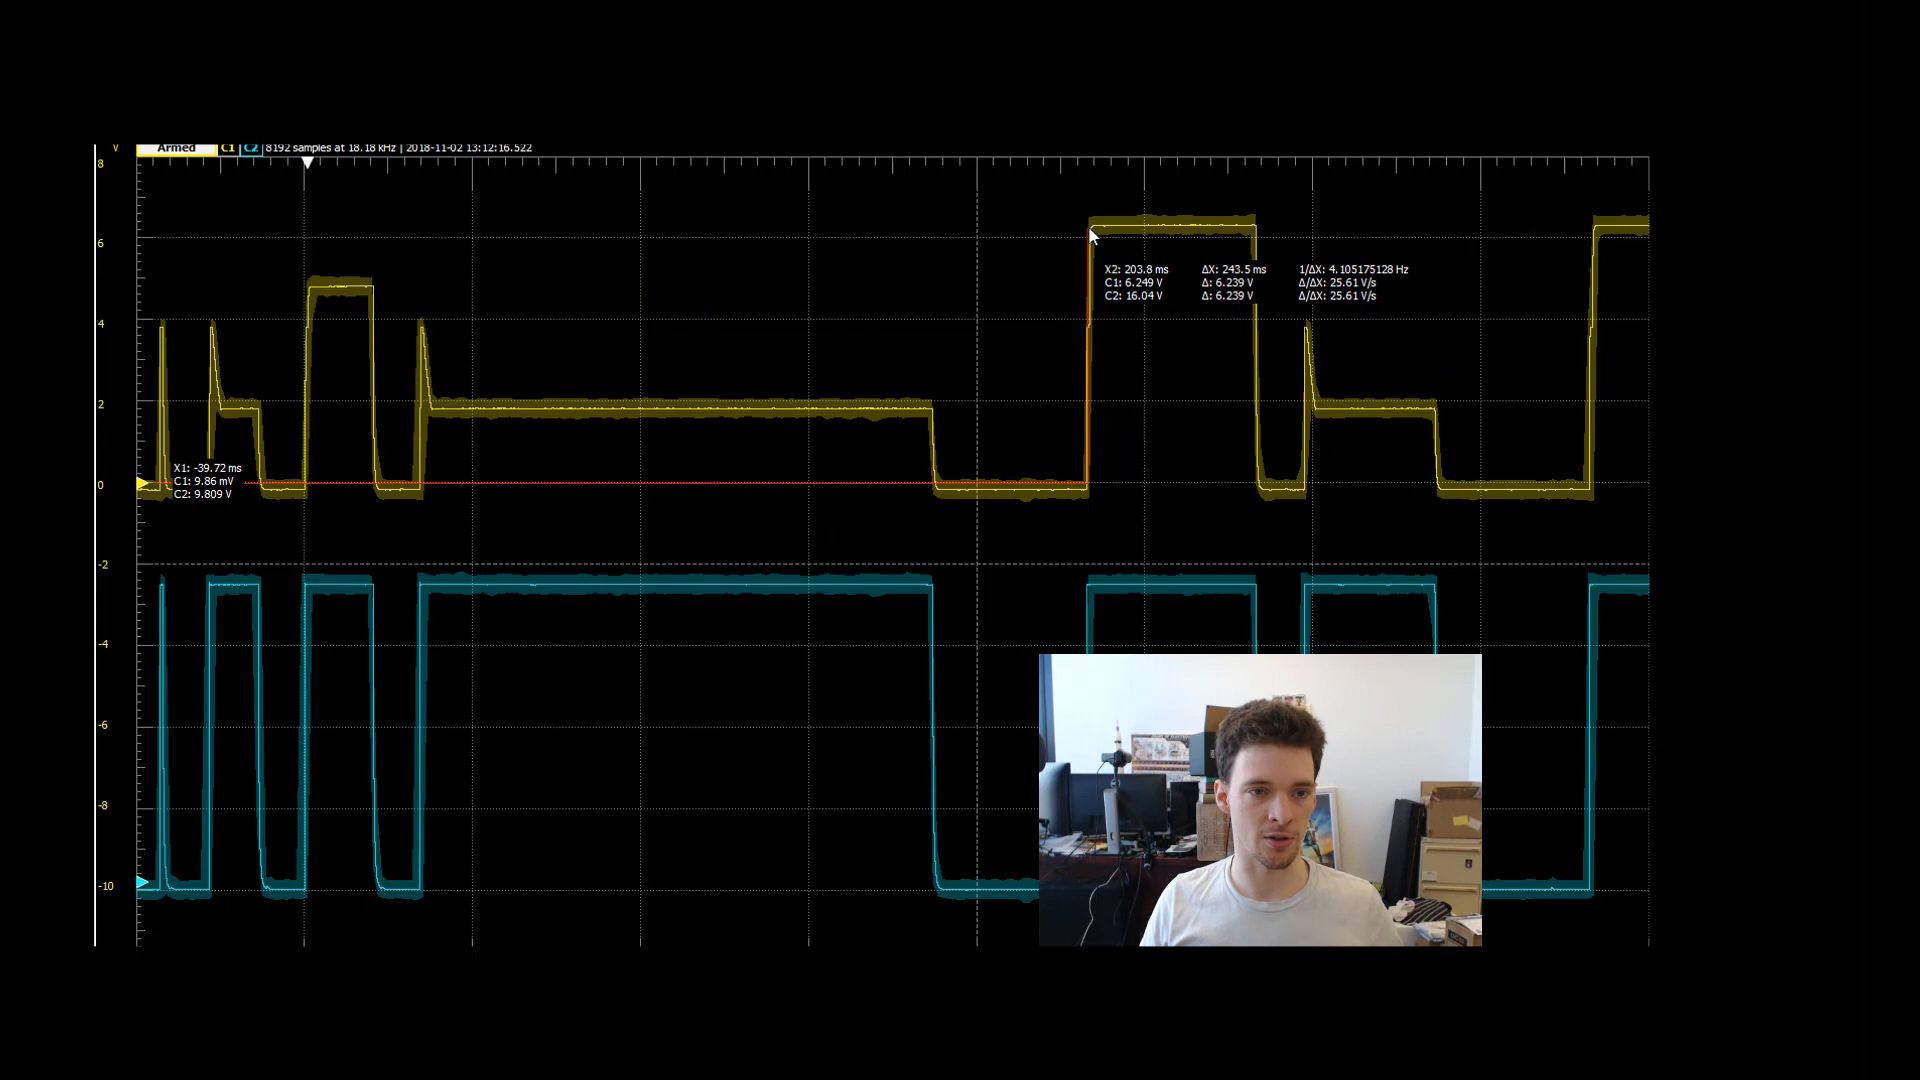 V Armed C1 C2 8192 samples at 18.18 kHz | 2018-11-02 13:12:16.522
8
6
4
2
0
-2
-4
-6
-8
-10
X2: 203.8 ms ΔX: 243.5 ms 1/ΔX: 4.105175128 Hz
C1: 6.249 V Δ: 6.239 V Δ/ΔX: 25.61 V/s
C2: 16.04 V Δ: 6.239 V Δ/ΔX: 25.61 V/s
X1: -39.72 ms
C1: 9.86 mV
C2: 9.809 V